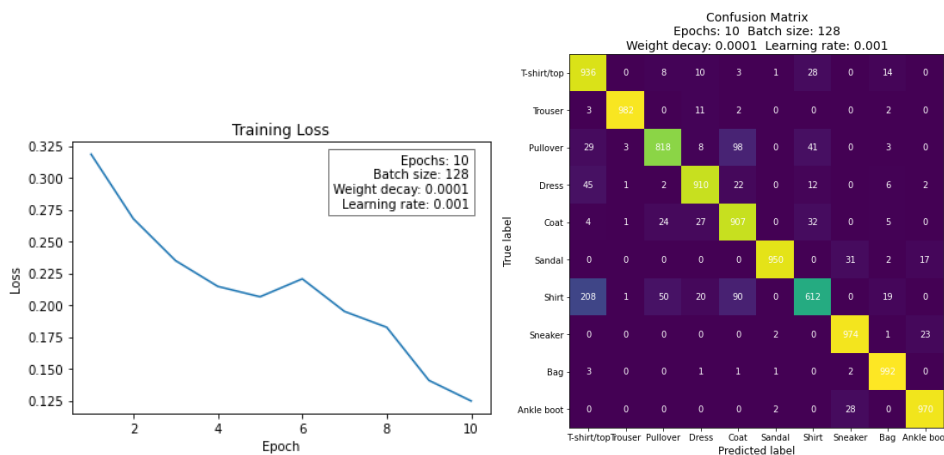 Training Loss
0.325
0.300
0.275
0.250
0.225
0.200
0.175
0.150
0.125
Loss
2
4
6
8
10
Epoch
Epochs: 10
Batch size: 128
Weight decay: 0.0001
Learning rate: 0.001
Confusion Matrix
Epochs: 10 Batch size: 128
Weight decay: 0.0001 Learning rate: 0.001
True label
T-shirt/top 936 0 8 10 3 1 28 0 14 0
Trouser 3 982 0 11 2 0 0 0 2 0
Pullover 29 3 818 8 98 0 41 0 3 0
Dress 45 1 2 910 22 0 12 0 6 2
Coat 4 1 24 27 907 0 32 0 5 0
Sandal 0 0 0 0 0 950 0 31 2 17
Shirt 208 1 50 20 90 0 612 0 19 0
Sneaker 0 0 0 0 0 2 0 974 1 23
Bag 3 0 0 1 1 1 0 2 992 0
Ankle boot 0 0 0 0 0 2 0 28 0 970
T-shirt/top Trouser Pullover Dress Coat Sandal Shirt Sneaker Bag Ankle boo
Predicted label